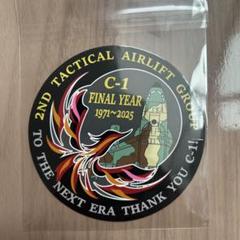 2ND TACTICAL AIRLIFT GROUP
C-1
FINAL YEAR
1971~2025
TO THE NEXT ERA THANK YOU C-1!